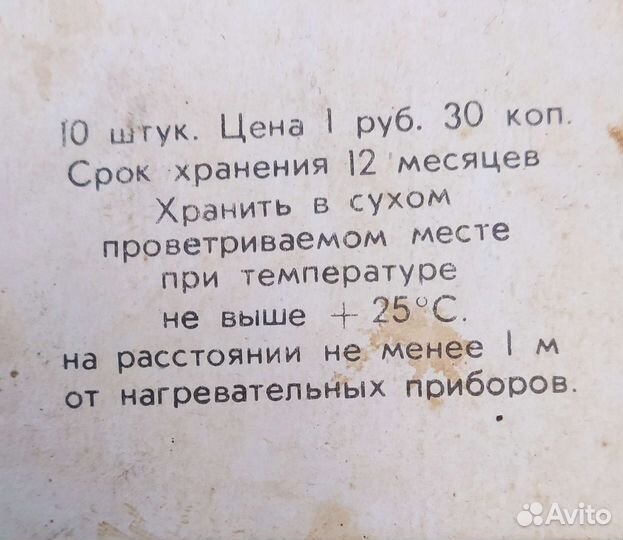 10 штук. Цена 1 руб. 30 коп.
Срок хранения 12 месяцев
Хранить в сухом
проветриваемом месте
при температуре
не выше + 25°С.
на расстоянии не менее 1 м
от нагревательных приборов.
Avito